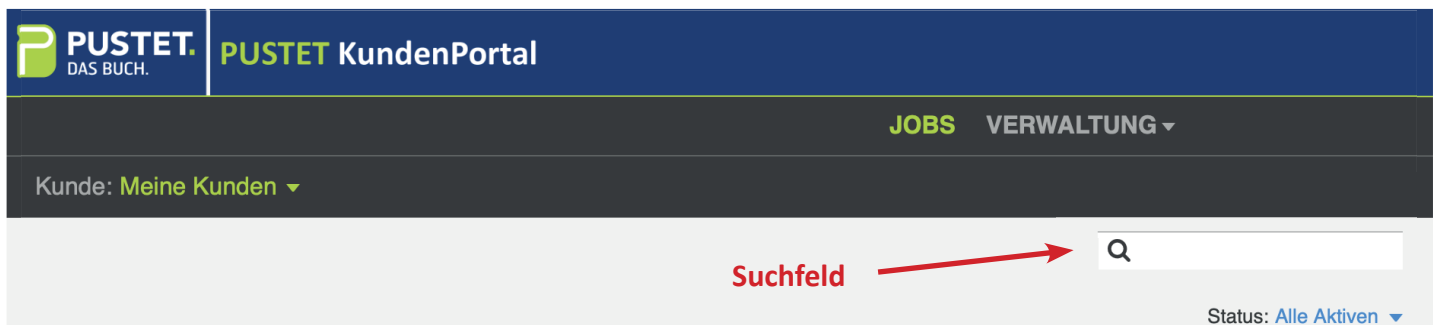 PUSTET.
DAS BUCH.
PUSTET KundenPortal
JOBS VERWALTUNG
Kunde: Meine Kunden
Suchfeld
Status: Alle Aktiven